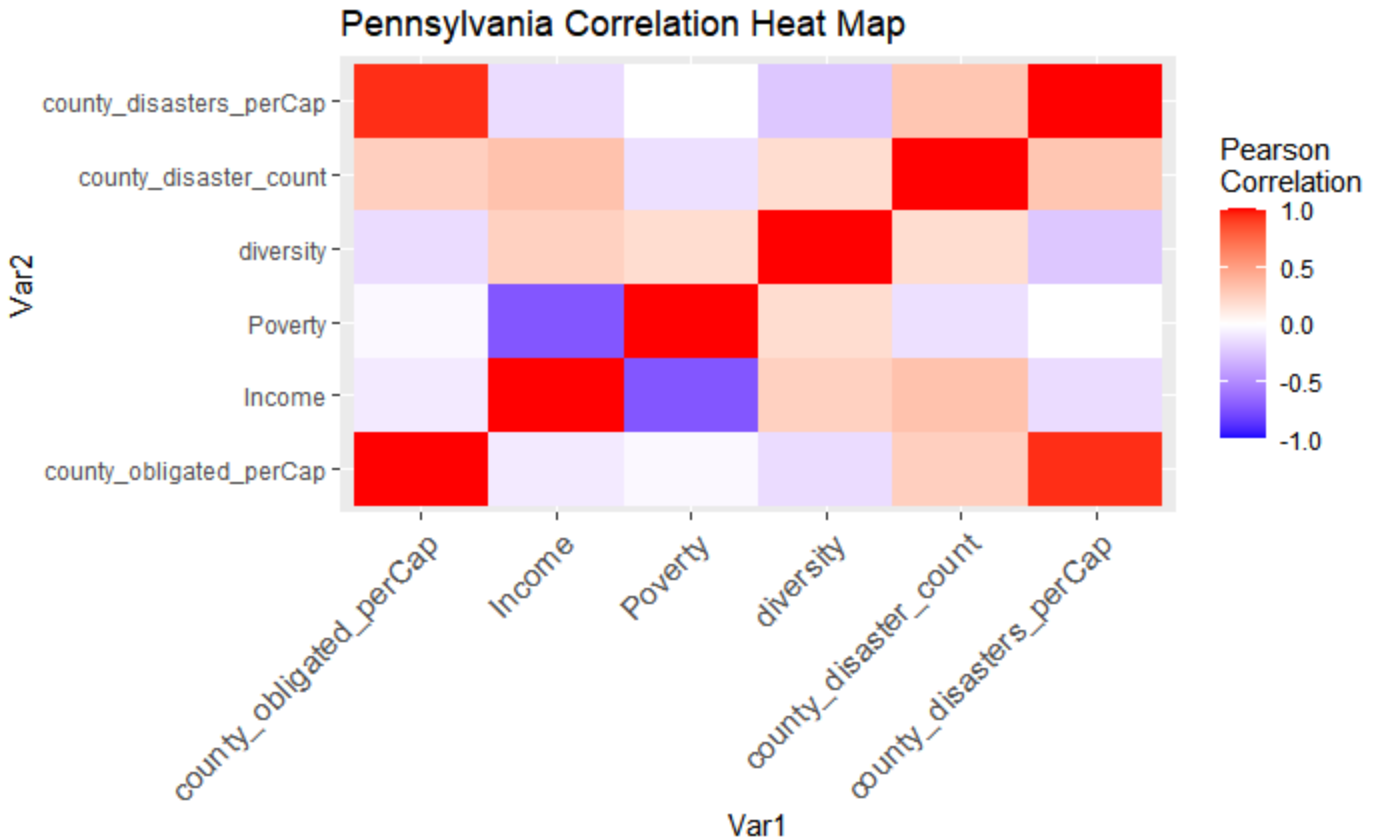 Pennsylvania Correlation Heat Map
county_disasters_perCap
county_disaster_count
diversity
Poverty
Income
county_obligated_perCap
Var2
county_obligated_perCap
Income
Poverty
diversity
county_disaster_count
county_disasters_perCap
Var1
Pearson
Correlation
1.0
0.5
0.0
-0.5
-1.0